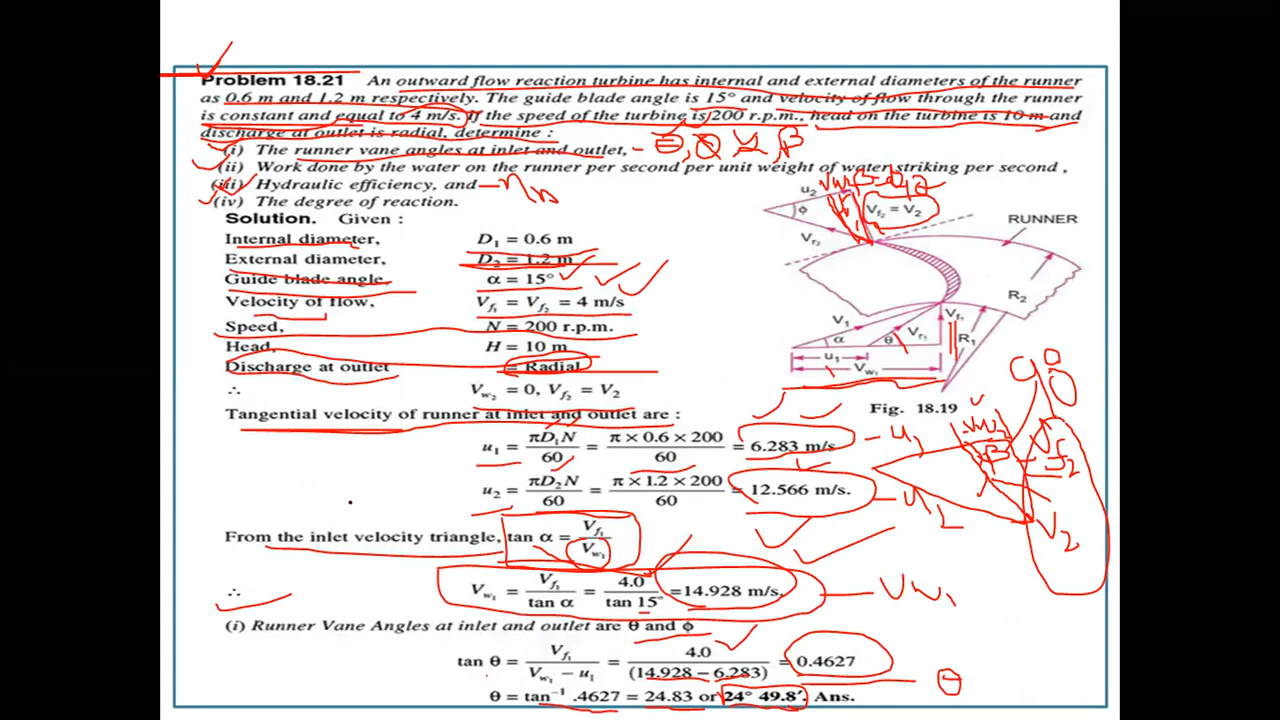 Problem 18.21 An outward flow reaction turbine has internal and external diameters of the runner
as 0.6 m and 1.2 m respectively. The guide blade angle is 15° and velocity of flow through the runner
is constant and equal to 4 m/s. If the speed of the turbine is 200 r.p.m., head on the turbine is 10 m and
discharge at outlet is radial, determine :
(i) The runner vane angles at inlet and outlet, - θ, Φ α, β
(ii) Work done by the water on the runner per second per unit weight of water striking per second ,
(iii) Hydraulic efficiency, and - ηh
(iv) The degree of reaction.
Solution. Given :
Internal diameter, D₁ = 0.6 m
External diameter, D₂ = 1.2 m
Guide blade angle, α = 15°
Velocity of flow, Vf₁ = Vf₂ = 4 m/s
Speed, N = 200 r.p.m.
Head, H = 10 m
Discharge at outlet = Radial
∴ Vw₂ = 0, Vf₂ = V₂
u₂
ϕ
Vf₂ = V₂
Vr₂
RUNNER
R₂
V₁
Vf₁
Vr₁
α
θ
R₁
u₁
Vw₁
Fig. 18.19
90°
Tangential velocity of runner at inlet and outlet are :
u₁ = πD₁N / 60 = π × 0.6 × 200 / 60 = 6.283 m/s - u₁
u₂ = πD₂N / 60 = π × 1.2 × 200 / 60 = 12.566 m/s. - u₂
Vw₂
β
Vf₂
V₂
From the inlet velocity triangle, tan α = Vf₁ / Vw₁
∴ Vw₁ = Vf₁ / tan α = 4.0 / tan 15° = 14.928 m/s. - Vw₁
(i) Runner Vane Angles at inlet and outlet are θ and ϕ
tan θ = Vf₁ / (Vw₁ – u₁) = 4.0 / (14.928 – 6.283) = 0.4627
θ = tan⁻¹ .4627 = 24.83 or 24° 49.8′. Ans. θ